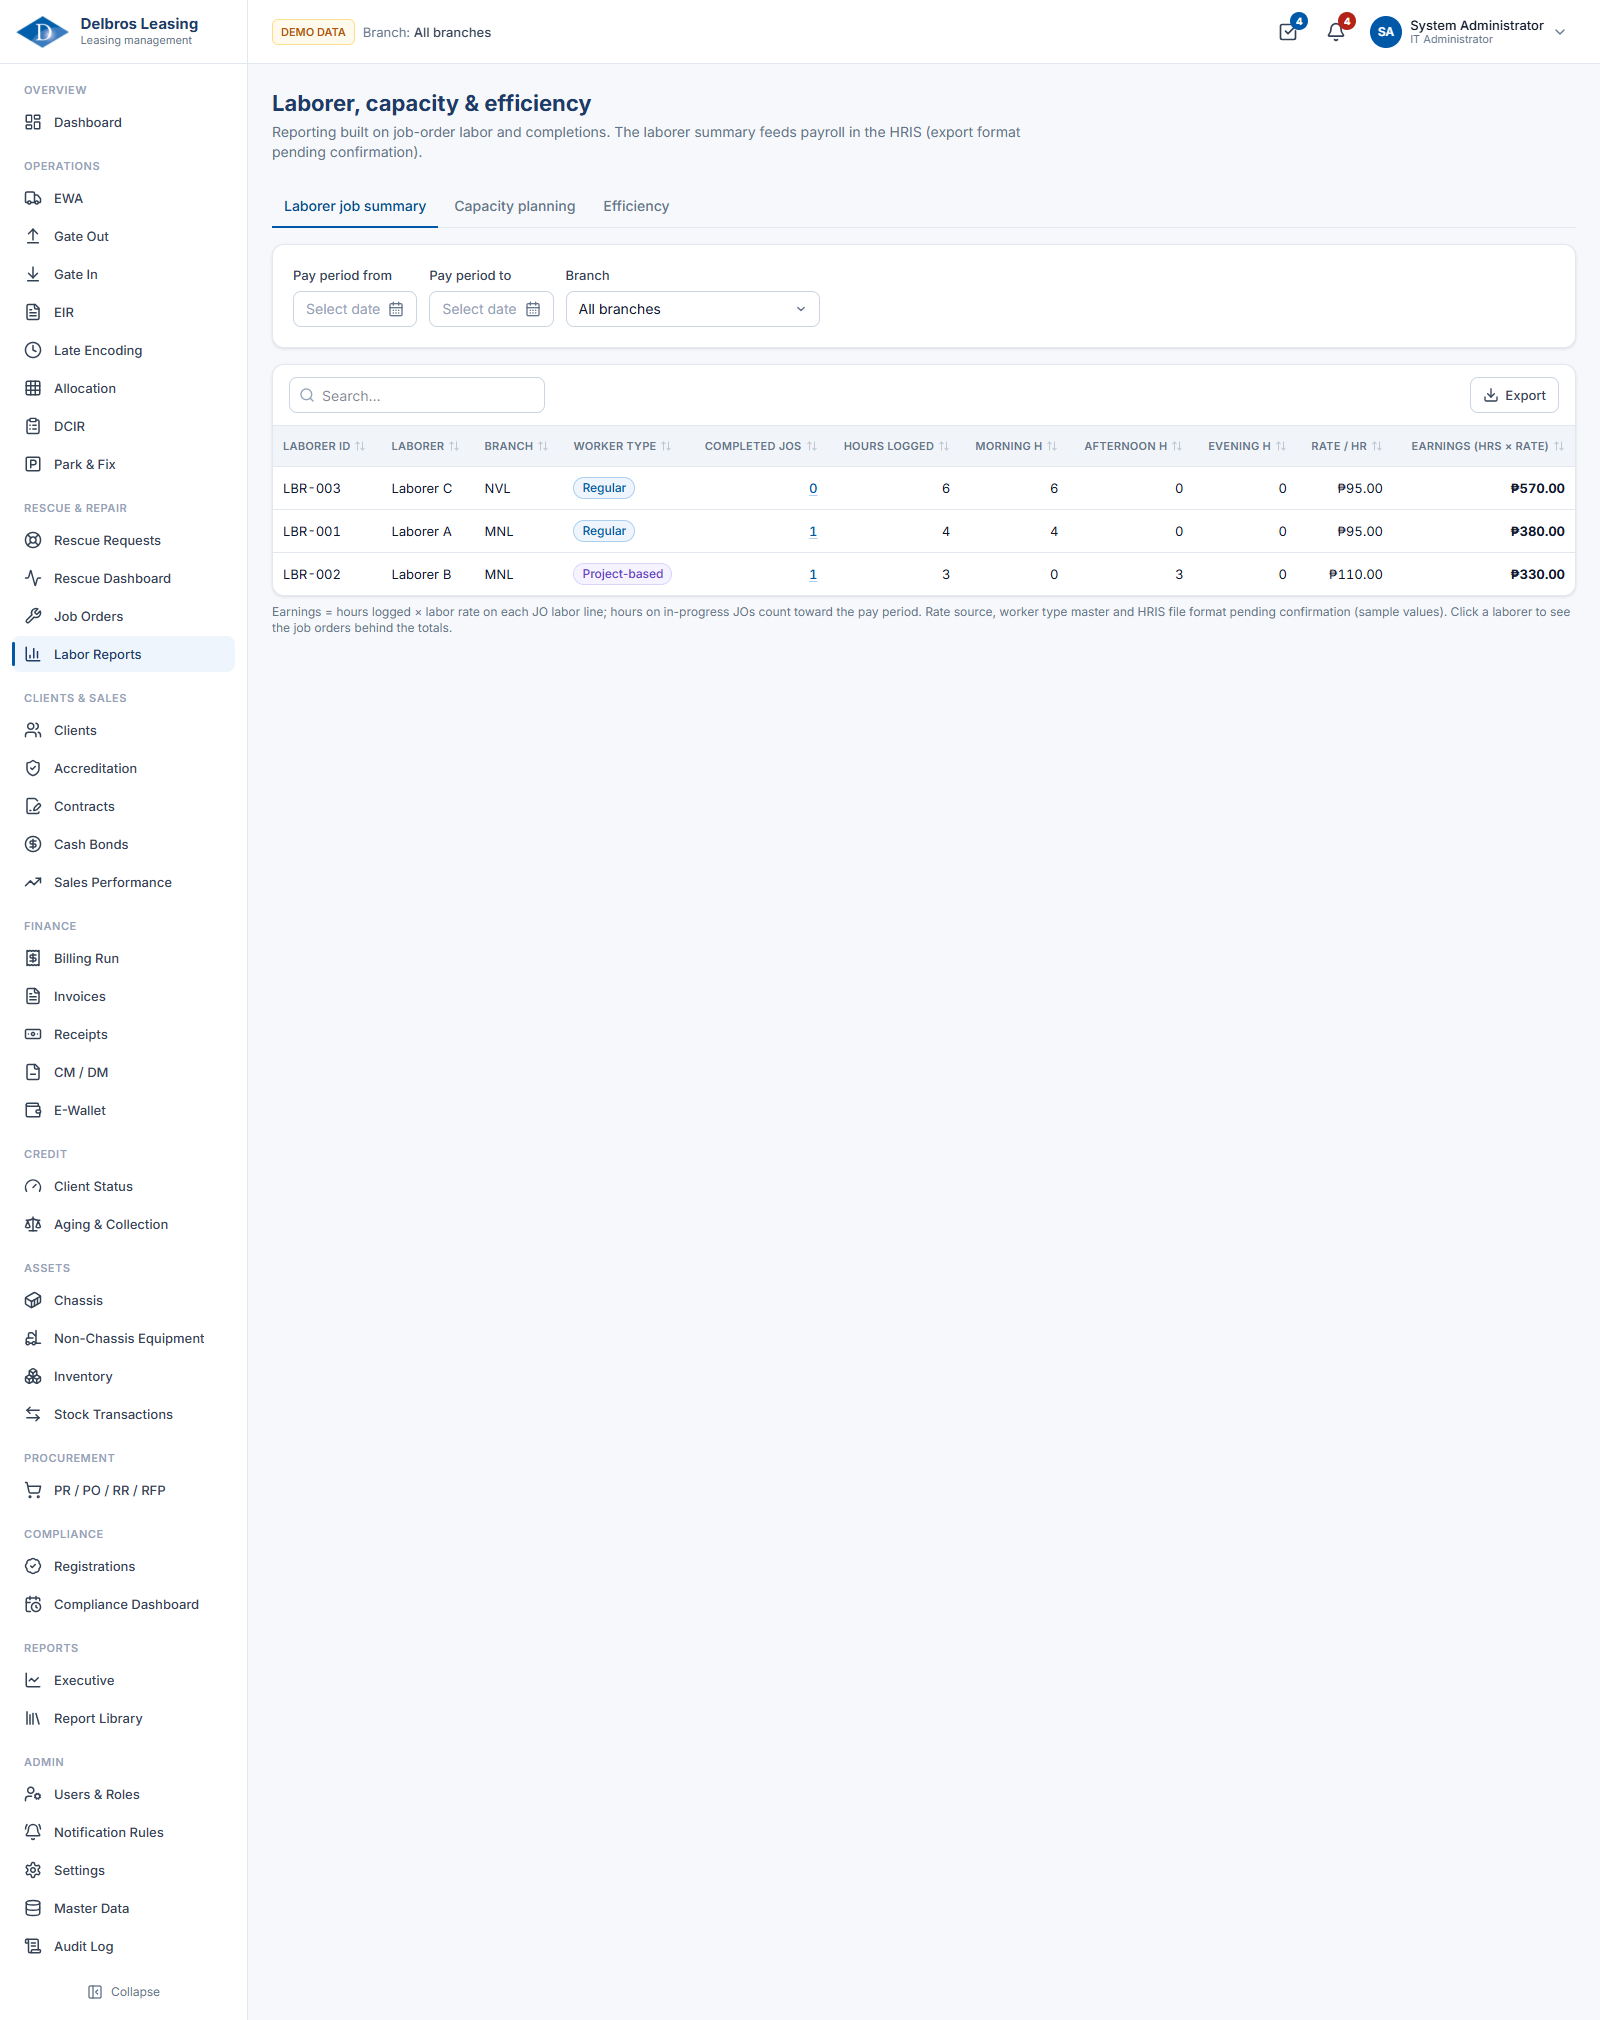 Delbros Leasing
Leasing management
DEMO DATA
Branch: All branches
4
4
SA
System Administrator
IT Administrator
OVERVIEW
Dashboard
OPERATIONS
EWA
Gate Out
Gate In
EIR
Late Encoding
Allocation
DCIR
Park & Fix
RESCUE & REPAIR
Rescue Requests
Rescue Dashboard
Job Orders
Labor Reports
CLIENTS & SALES
Clients
Accreditation
Contracts
Cash Bonds
Sales Performance
FINANCE
Billing Run
Invoices
Receipts
CM / DM
E-Wallet
CREDIT
Client Status
Aging & Collection
ASSETS
Chassis
Non-Chassis Equipment
Inventory
Stock Transactions
PROCUREMENT
PR / PO / RR / RFP
COMPLIANCE
Registrations
Compliance Dashboard
REPORTS
Executive
Report Library
ADMIN
Users & Roles
Notification Rules
Settings
Master Data
Audit Log
Collapse
Laborer, capacity & efficiency
Reporting built on job-order labor and completions. The laborer summary feeds payroll in the HRIS (export format
pending confirmation).
Laborer job summary Capacity planning Efficiency
Pay period from Pay period to Branch
Select date Select date All branches
Search... Export
LABORER ID LABORER BRANCH WORKER TYPE COMPLETED JOS HOURS LOGGED MORNING H AFTERNOON H EVENING H RATE / HR EARNINGS (HRS × RATE)
LBR-003 Laborer C NVL Regular 0 6 6 0 0 ₱95.00 ₱570.00
LBR-001 Laborer A MNL Regular 1 4 4 0 0 ₱95.00 ₱380.00
LBR-002 Laborer B MNL Project-based 1 3 0 3 0 ₱110.00 ₱330.00
Earnings = hours logged × labor rate on each JO labor line; hours on in-progress JOs count toward the pay period. Rate source, worker type master and HRIS file format pending confirmation (sample values). Click a laborer to see
the job orders behind the totals.